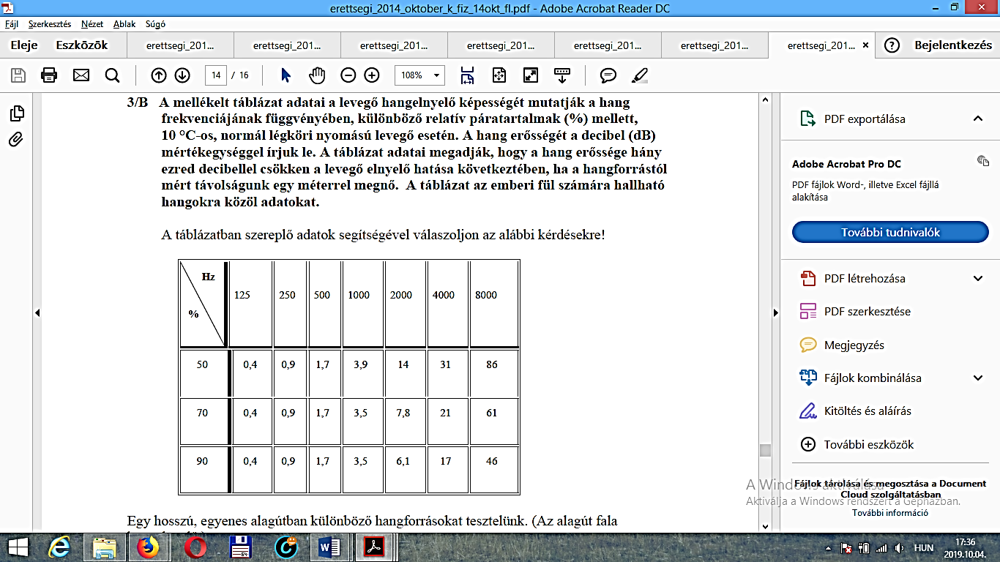 erettsegi_2014_oktober_k_fiz_14okt_fl.pdf - Adobe Acrobat Reader DC
Fájl Szerkesztés Nézet Ablak Súgó
Eleje Eszközök erettsegi_201... erettsegi_201... erettsegi_201... erettsegi_201... erettsegi_201... erettsegi_201... erettsegi_201... × ? Bejelentkezés
14 / 16 108%
3/B A mellékelt táblázat adatai a levegő hangelnyelő képességét mutatják a hang
frekvenciájának függvényében, különböző relatív páratartalmak (%) mellett,
10 °C-os, normál légköri nyomású levegő esetén. A hang erősségét a decibel (dB)
mértékegységgel írjuk le. A táblázat adatai megadják, hogy a hang erőssége hány
ezred decibellel csökken a levegő elnyelő hatása következtében, ha a hangforrástól
mért távolságunk egy méterrel megnő. A táblázat az emberi fül számára hallható
hangokra közöl adatokat.
A táblázatban szereplő adatok segítségével válaszoljon az alábbi kérdésekre!
Hz
% 125 250 500 1000 2000 4000 8000
50 0,4 0,9 1,7 3,9 14 31 86
70 0,4 0,9 1,7 3,5 7,8 21 61
90 0,4 0,9 1,7 3,5 6,1 17 46
Egy hosszú, egyenes alagútban különböző hangforrásokat tesztelünk. (Az alagút fala
PDF exportálása
Adobe Acrobat Pro DC
PDF fájlok Word-, illetve Excel fájllá
alakítása
További tudnivalók
PDF létrehozása
PDF szerkesztése
Megjegyzés
Fájlok kombinálása
Kitöltés és aláírás
További eszközök
Fájlok tárolása és megosztása a Document
Cloud szolgáltatásban
További információ
A Windows aktiválása
Aktiválja a Windows rendszert a Gépházban.
HUN
17:36
2019.10.04.